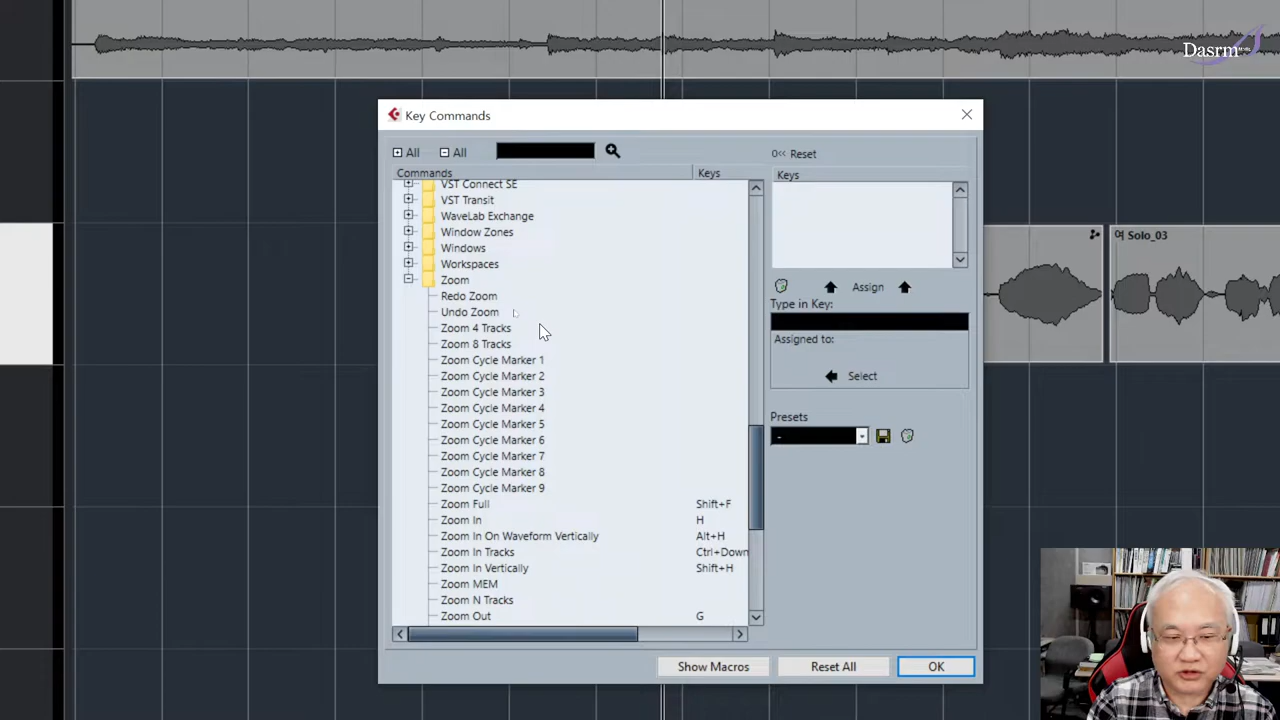 Dasrm
Key Commands
All
All
0<< Reset
Commands
Keys
Keys
VST Connect SE
VST Transit
WaveLab Exchange
Window Zones
Windows
Workspaces
Zoom
Redo Zoom
Undo Zoom
Zoom 4 Tracks
Zoom 8 Tracks
Zoom Cycle Marker 1
Zoom Cycle Marker 2
Zoom Cycle Marker 3
Zoom Cycle Marker 4
Zoom Cycle Marker 5
Zoom Cycle Marker 6
Zoom Cycle Marker 7
Zoom Cycle Marker 8
Zoom Cycle Marker 9
Zoom Full Shift+F
Zoom In H
Zoom In On Waveform Vertically Alt+H
Zoom In Tracks Ctrl+Down
Zoom In Vertically Shift+H
Zoom MEM
Zoom N Tracks
Zoom Out G
Assign
Type in Key:
Assigned to:
Select
Presets
-
Show Macros
Reset All
OK
여 Solo_03